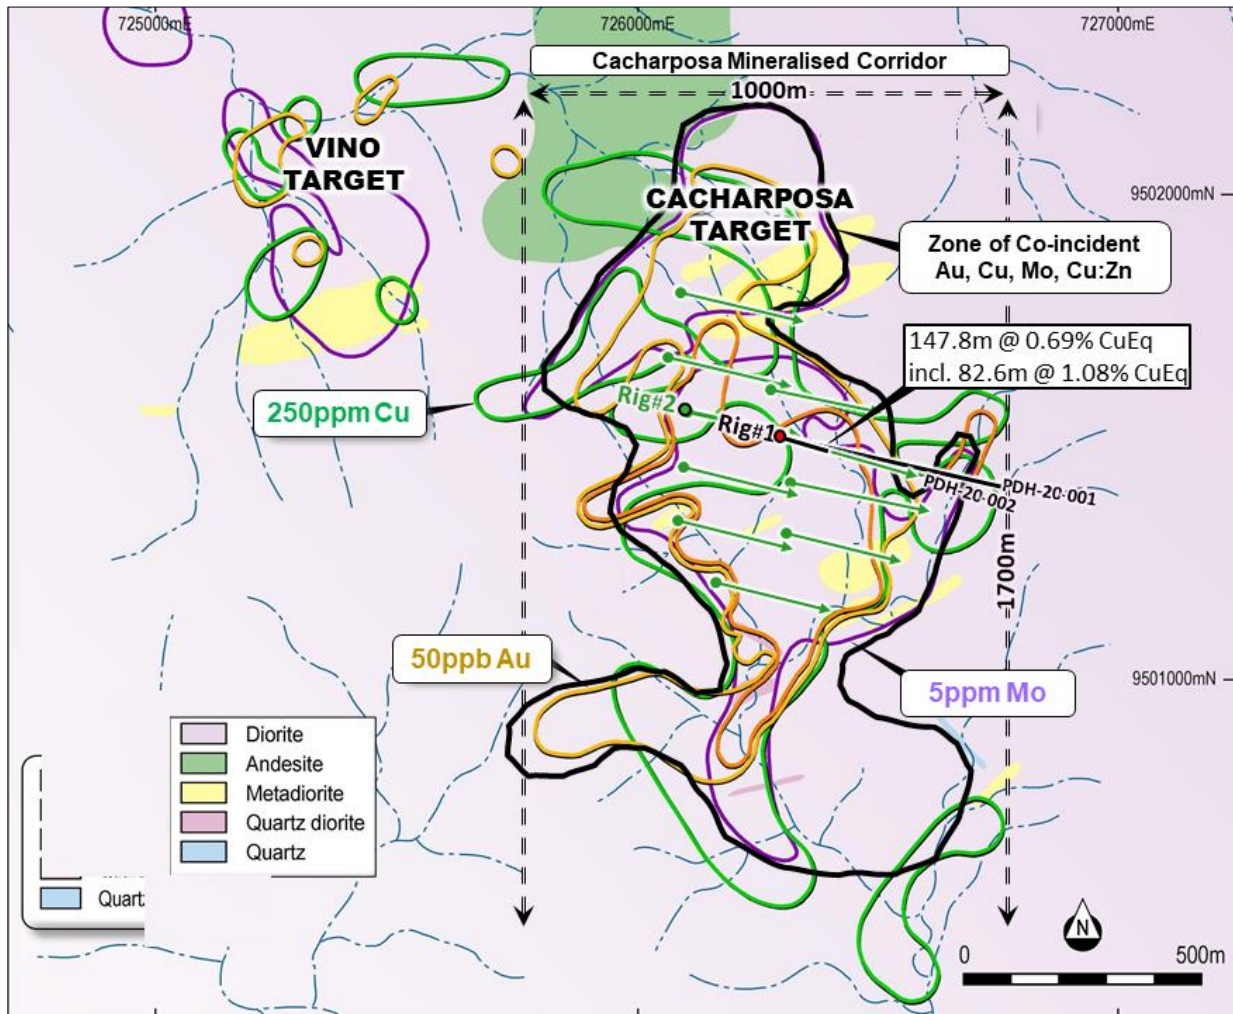 725000mE
726000mE
727000mE
Cacharposa Mineralised Corridor
1000m
VINO
TARGET
CACHARPOSA
TARGET
9502000mN
Zone of Co-incident
Au, Cu, Mo, Cu:Zn
147.8m @ 0.69% CuEq
incl. 82.6m @ 1.08% CuEq
250ppm Cu
Rig#2
Rig#1
PDH-20-002
PDH-20-001
1700m
50ppb Au
5ppm Mo
9501000mN
Diorite
Andesite
Metadiorite
Quartz diorite
Quartz
Quartz
N
0
500m